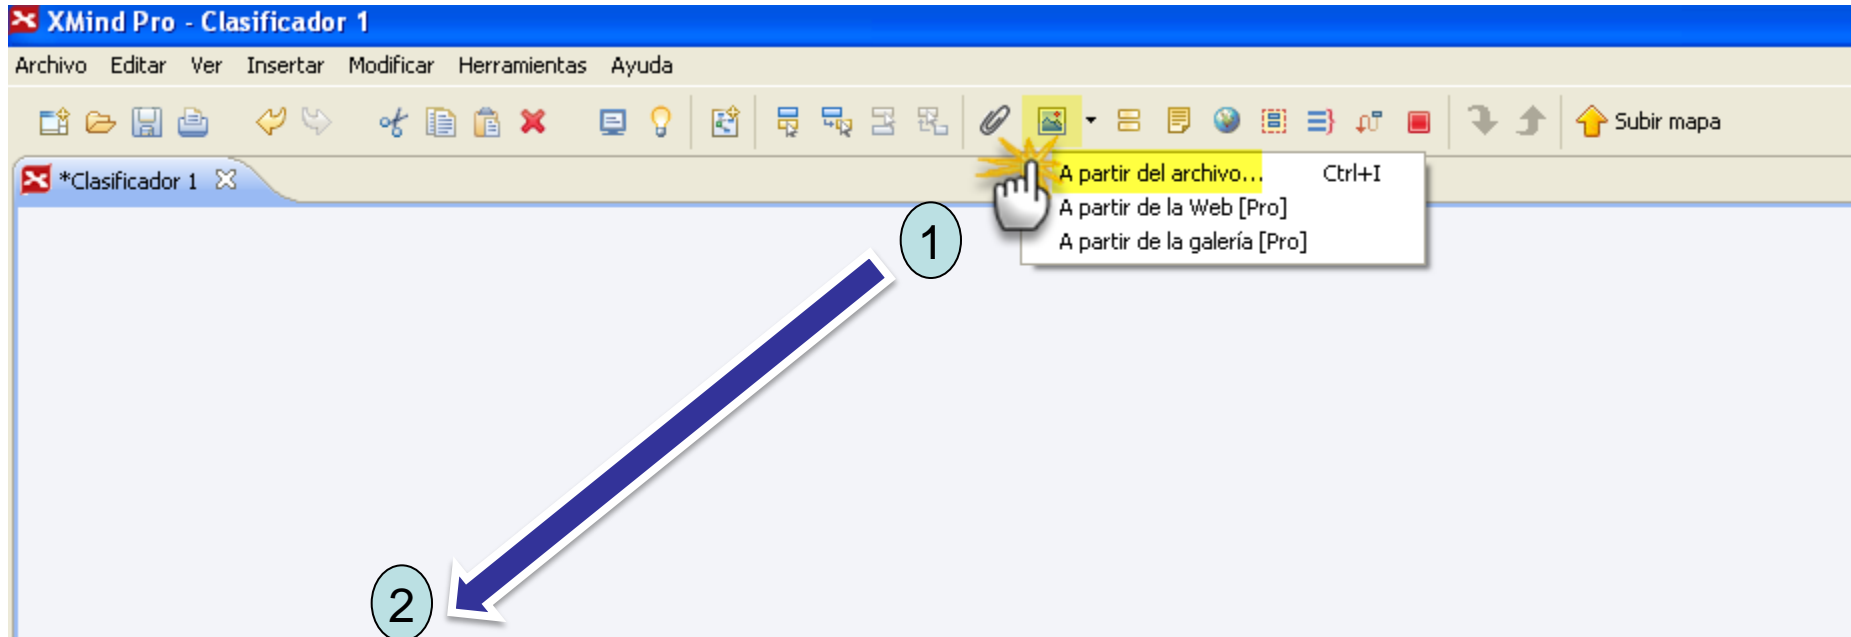 XMind Pro - Clasificador 1
Archivo Editar Ver Insertar Modificar Herramientas Ayuda
Subir mapa
*Clasificador 1
A partir del archivo... Ctrl+I
A partir de la Web [Pro]
A partir de la galería [Pro]
1
2